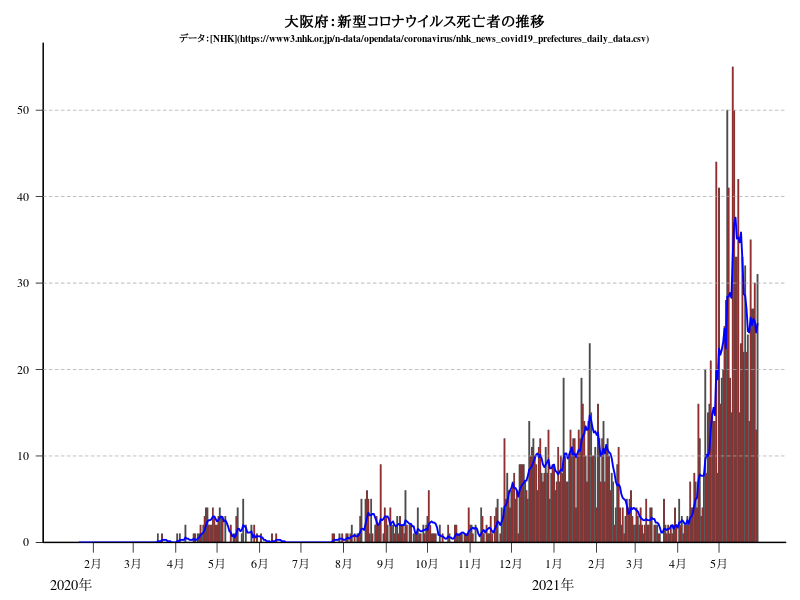 大阪府：新型コロナウイルス死亡者の推移
データ：[NHK](https://www3.nhk.or.jp/n-data/opendata/coronavirus/nhk_news_covid19_prefectures_daily_data.csv)
50
40
30
20
10
0
2月 3月 4月 5月 6月 7月 8月 9月 10月 11月 12月 1月 2月 3月 4月 5月
2020年 2021年